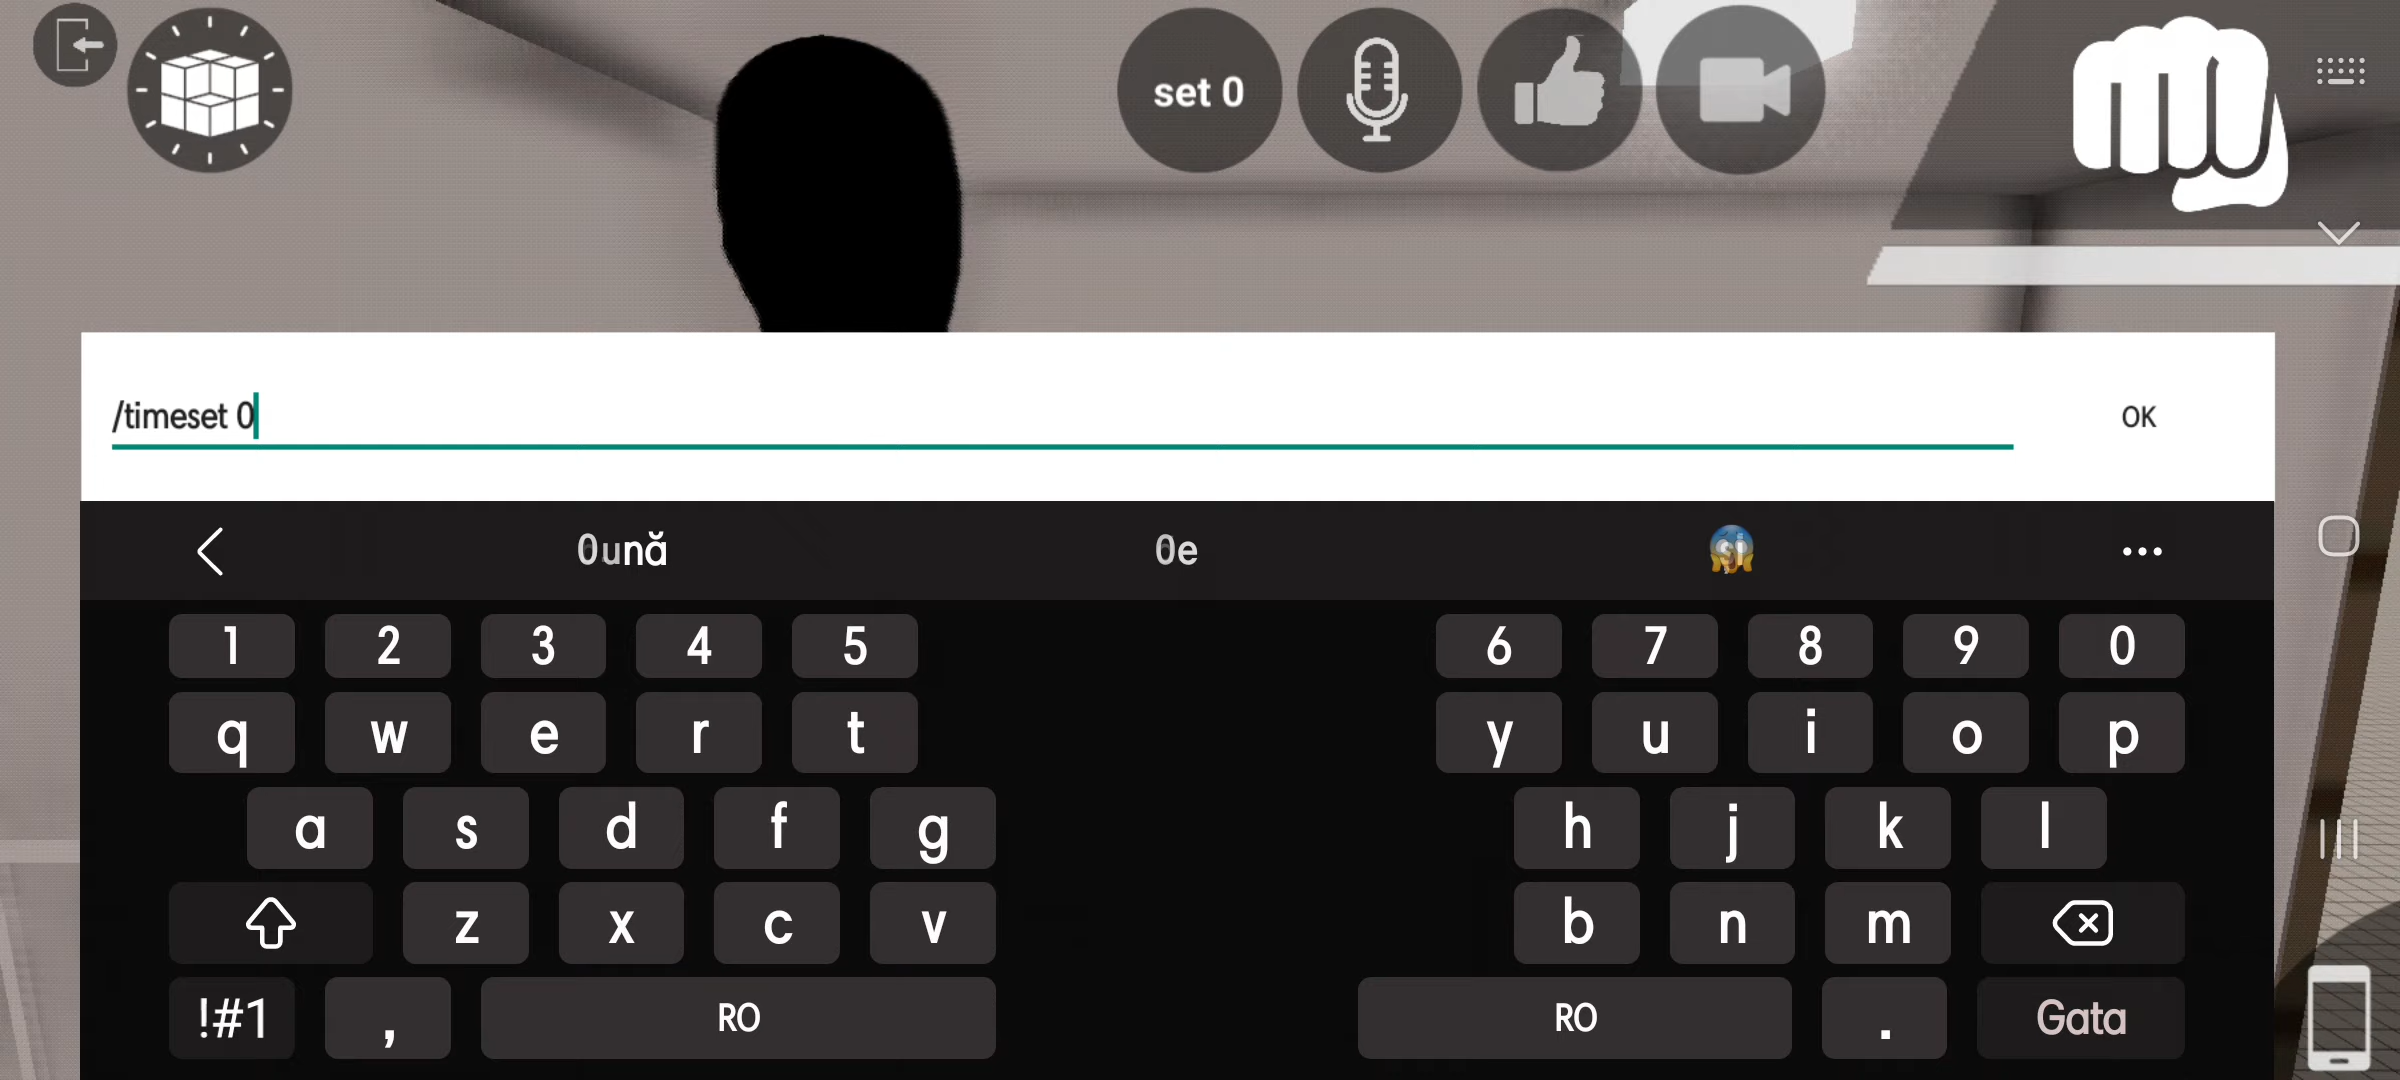 set 0
/timeset 0
OK
0ună 0e și
1 2 3 4 5 6 7 8 9 0
q w e r t y u i o p
a s d f g h j k l
z x c v b n m
!#1 , RO RO . Gata